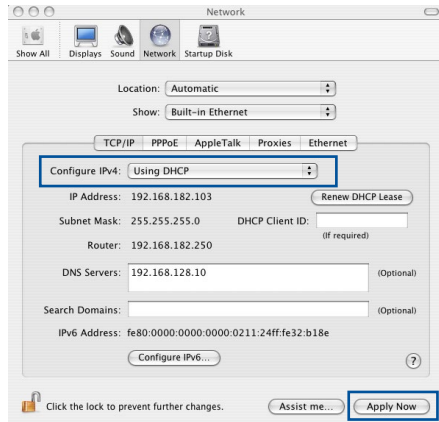 Network
Show All Displays Sound Network Startup Disk
Location: Automatic
Show: Built-in Ethernet
TCP/IP PPPoE AppleTalk Proxies Ethernet
Configure IPv4: Using DHCP
IP Address: 192.168.182.103 Renew DHCP Lease
Subnet Mask: 255.255.255.0 DHCP Client ID:
(If required)
Router: 192.168.182.250
DNS Servers: 192.168.128.10 (Optional)
Search Domains: (Optional)
IPv6 Address: fe80:0000:0000:0000:0211:24ff:fe32:b18e
Configure IPv6... ?
Click the lock to prevent further changes. Assist me... Apply Now